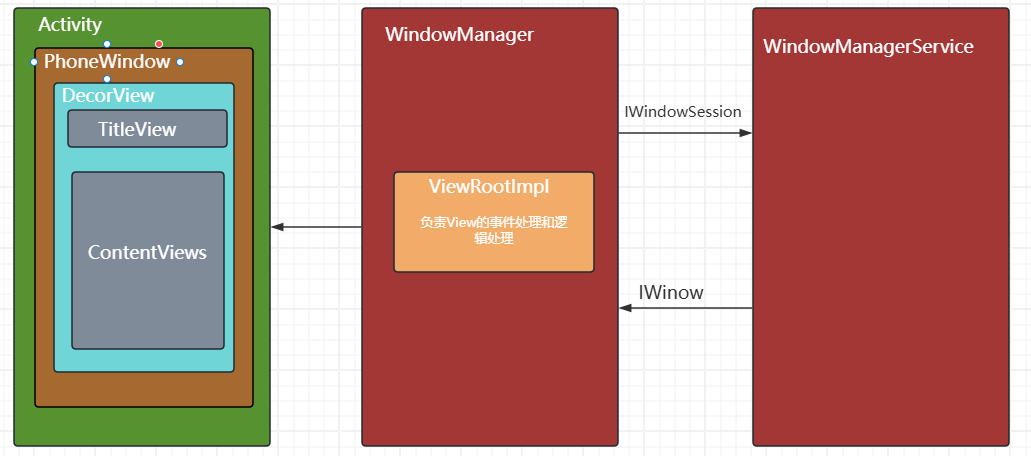 Activity
PhoneWindow
DecorView
TitleView
ContentViews
WindowManager
ViewRootImpl
负责View的事件处理和逻
辑处理
IWindowSession
IWinow
WindowManagerService